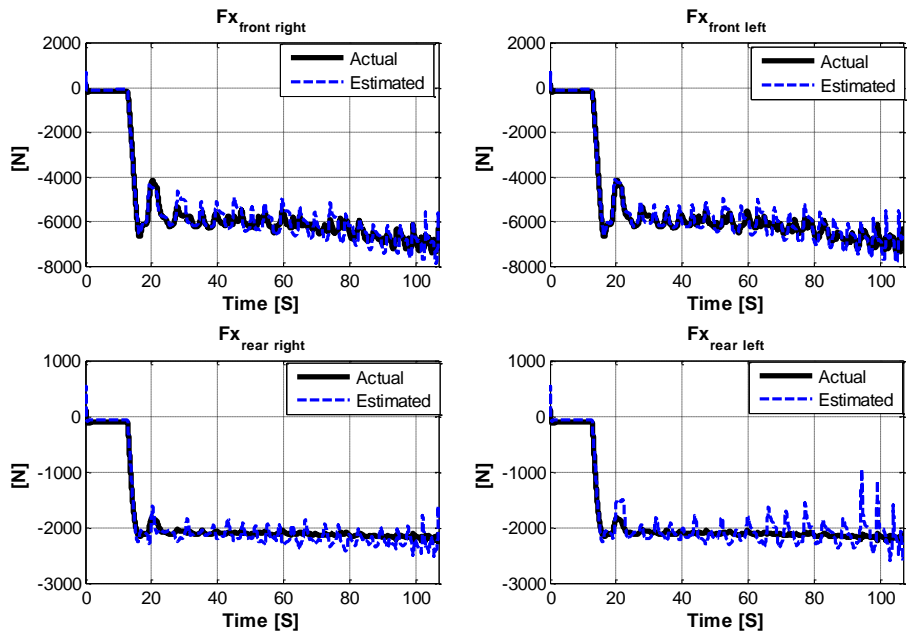 Fx front right
Fx front left
2000
0
-2000
-4000
-6000
-8000
[N]
Actual
Estimated
0 20 40 60 80 100
Time [S]
2000
0
-2000
-4000
-6000
-8000
[N]
Actual
Estimated
0 20 40 60 80 100
Time [S]
Fx rear right
Fx rear left
1000
0
-1000
-2000
-3000
[N]
Actual
Estimated
0 20 40 60 80 100
Time [S]
1000
0
-1000
-2000
-3000
[N]
Actual
Estimated
0 20 40 60 80 100
Time [S]